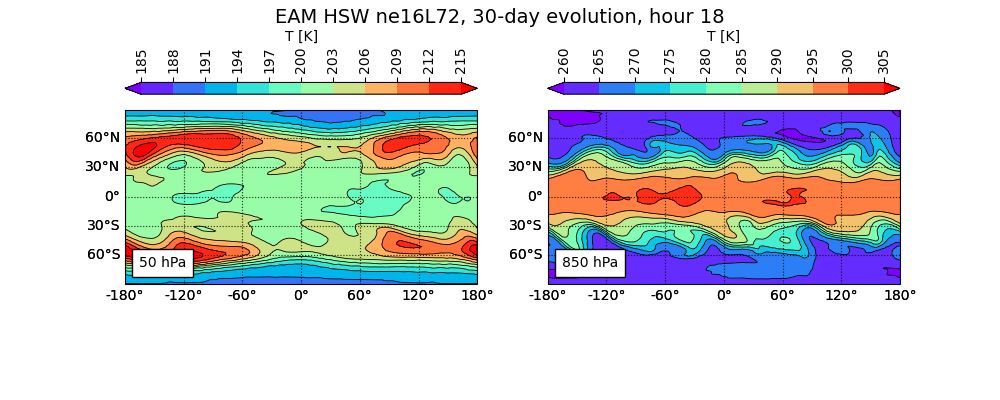 EAM HSW ne16L72, 30-day evolution, hour 18
T [K]
185 188 191 194 197 200 203 206 209 212 215
60°N
30°N
0°
30°S
60°S
50 hPa
-180° -120° -60° 0° 60° 120° 180°
T [K]
260 265 270 275 280 285 290 295 300 305
60°N
30°N
0°
30°S
60°S
850 hPa
-180° -120° -60° 0° 60° 120° 180°